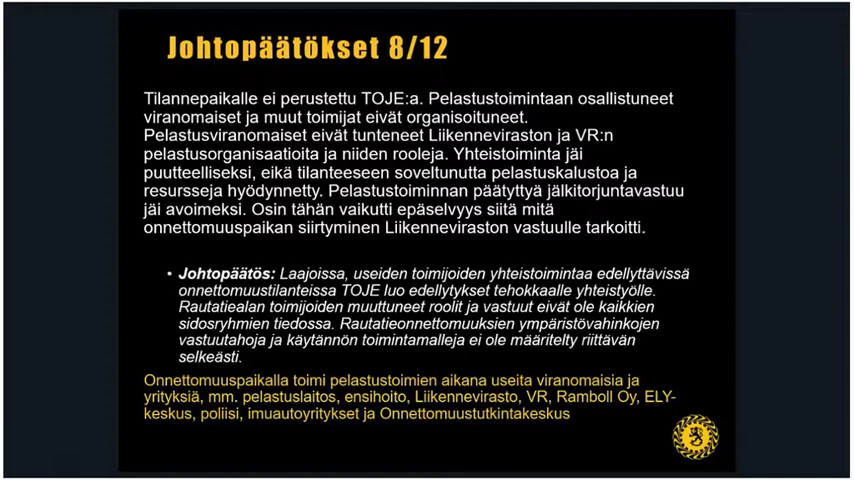 Johtopäätökset 8/12
Tilannepaikalle ei perustettu TOJE:a. Pelastustoimintaan osallistuneet
viranomaiset ja muut toimijat eivät organisoituneet.
Pelastusviranomaiset eivät tunteneet Liikenneviraston ja VR:n
pelastusorganisaatioita ja niiden rooleja. Yhteistoiminta jäi
puutteelliseksi, eikä tilanteeseen soveltunutta pelastuskalustoa ja
resursseja hyödynnetty. Pelastustoiminnan päätyttyä jälkitorjuntavastuu
jäi avoimeksi. Osin tähän vaikutti epäselvyys siitä mitä
onnettomuuspaikan siirtyminen Liikenneviraston vastuulle tarkoitti.
• Johtopäätös: Laajoissa, useiden toimijoiden yhteistoimintaa edellyttävissä
onnettomuustilanteissa TOJE luo edellytykset tehokkaalle yhteistyölle.
Rautatiealan toimijoiden muuttuneet roolit ja vastuut eivät ole kaikkien
sidosryhmien tiedossa. Rautatieonnettomuuksien ympäristövahinkojen
vastuutahoja ja käytännön toimintamalleja ei ole määritelty riittävän
selkeästi.
Onnettomuuspaikalla toimi pelastustoimien aikana useita viranomaisia ja
yrityksiä, mm. pelastuslaitos, ensihoito, Liikennevirasto, VR, Ramboll Oy, ELY-
keskus, poliisi, imuautoyritykset ja Onnettomuustutkintakeskus